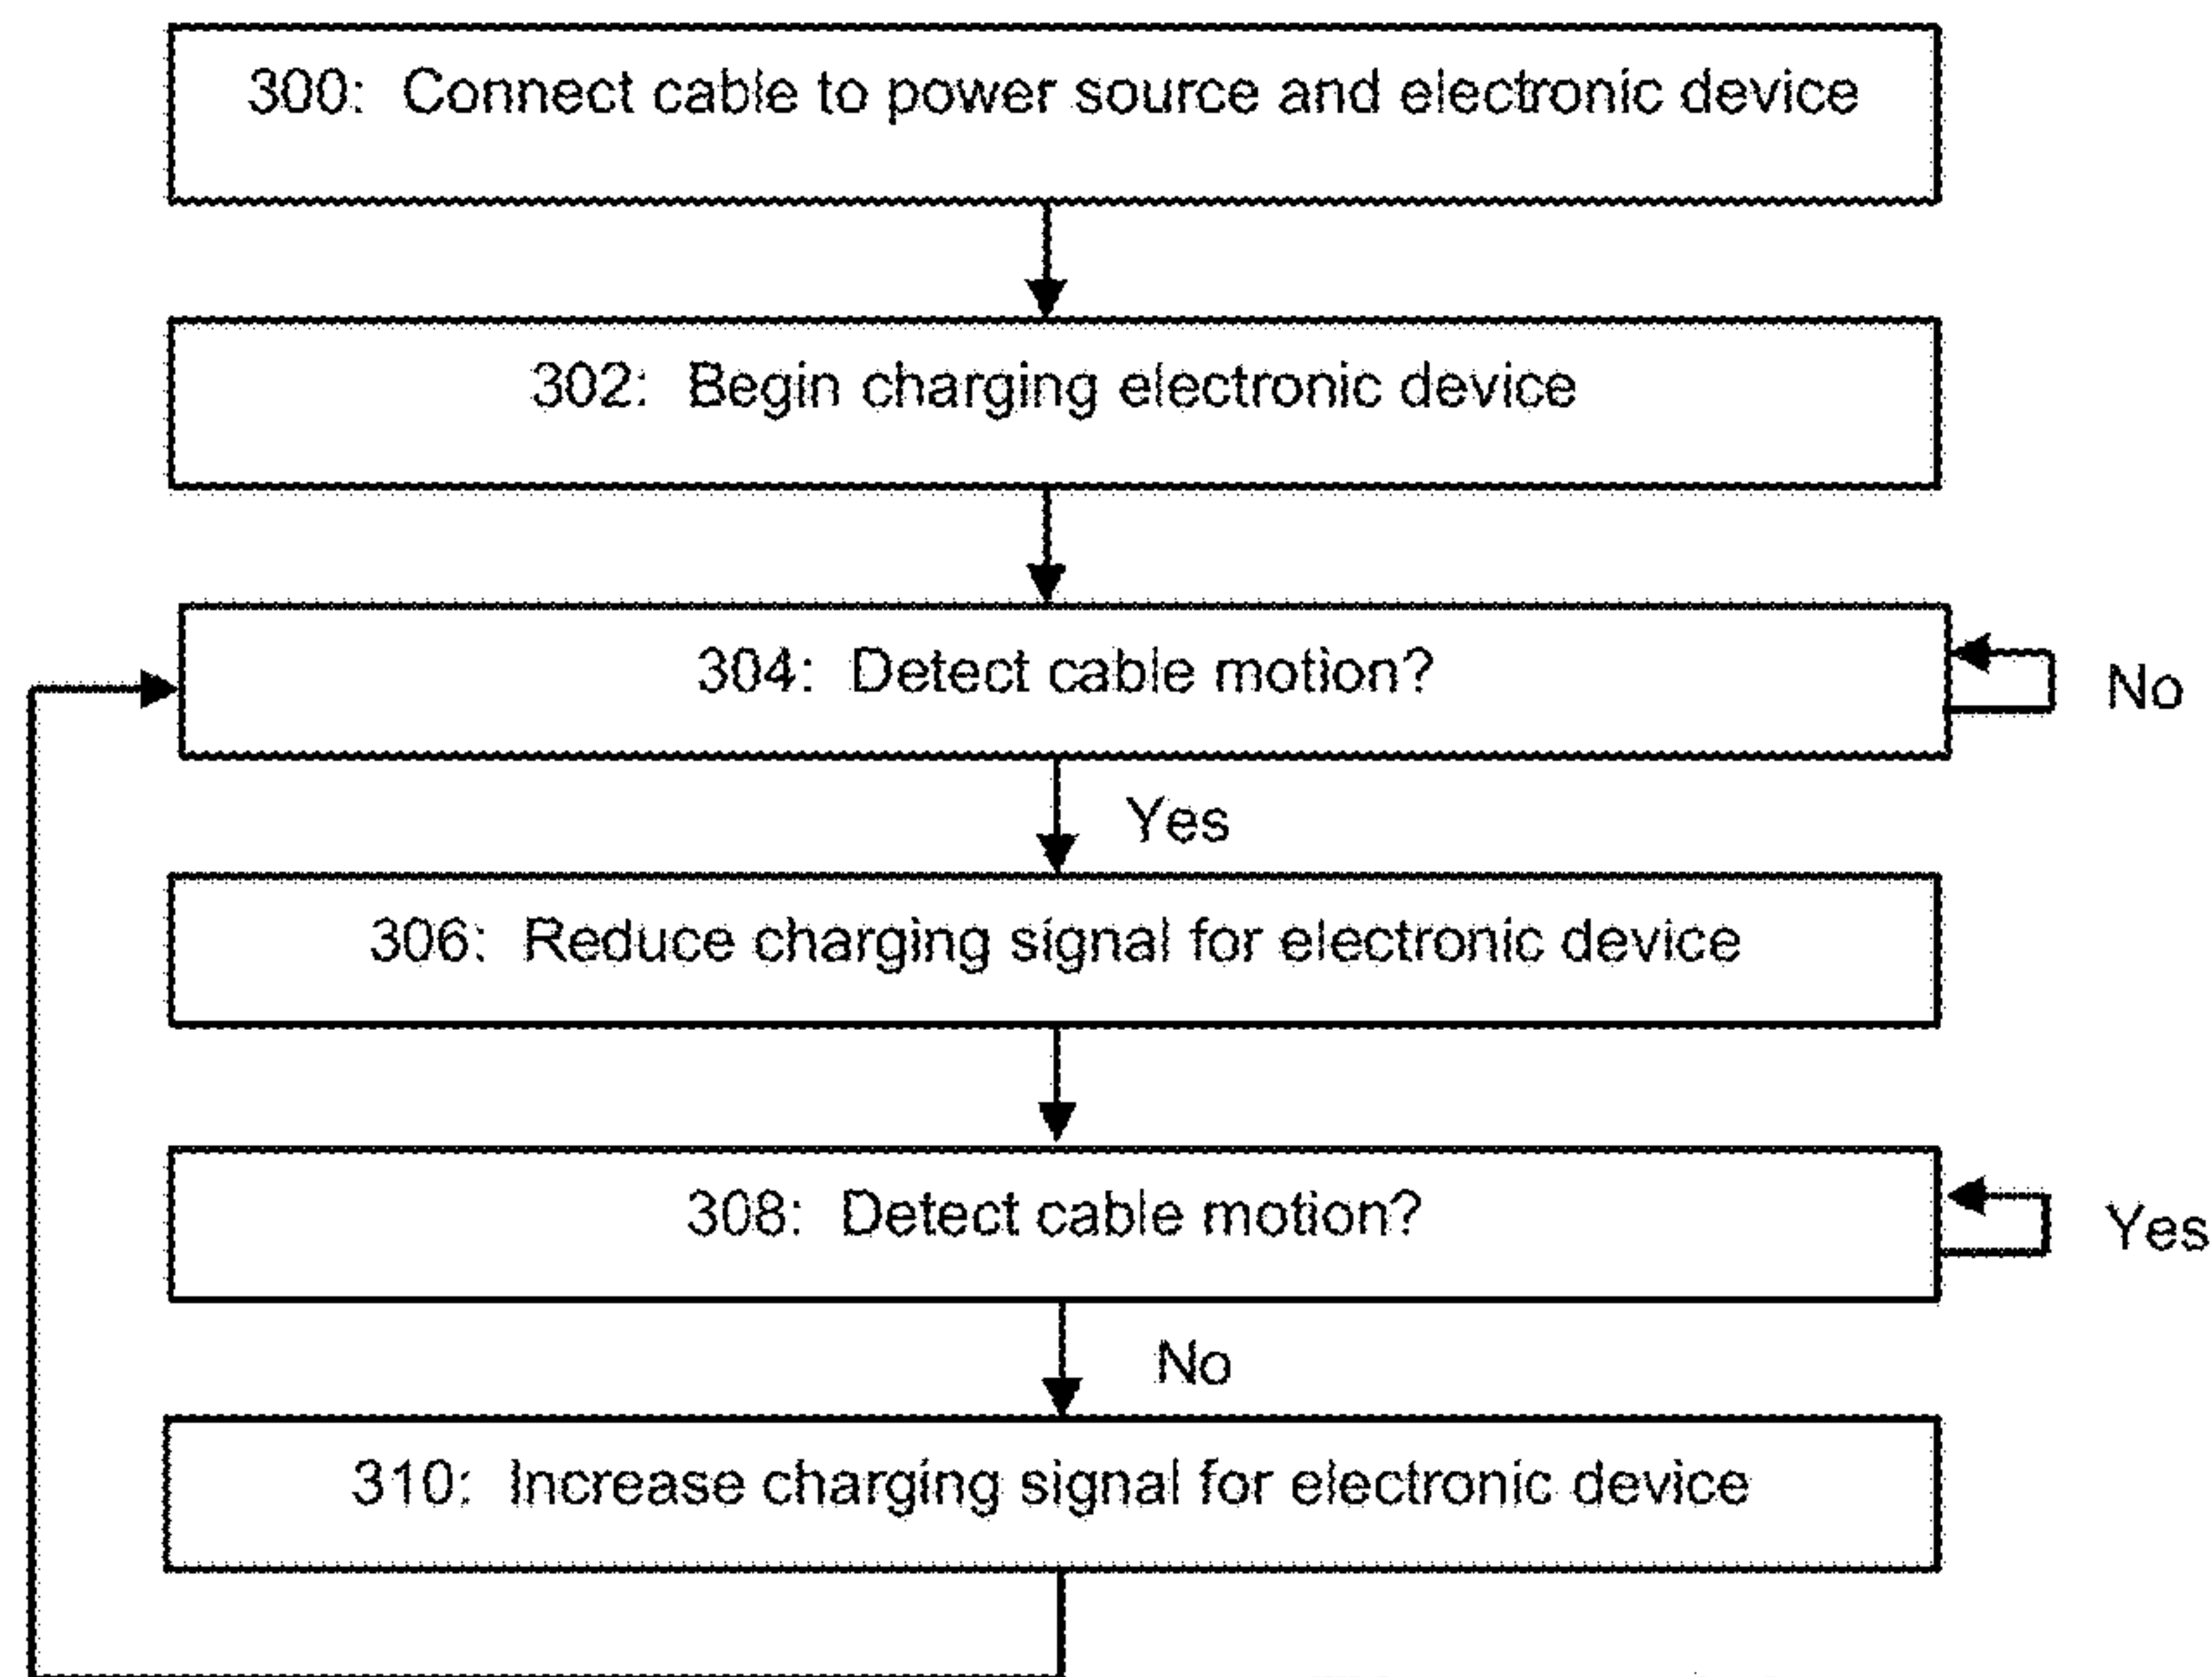 300: Connect cable to power source and electronic device
302: Begin charging electronic device
304: Detect cable motion?
No
Yes
306: Reduce charging signal for electronic device
308: Detect cable motion?
Yes
No
310: Increase charging signal for electronic device